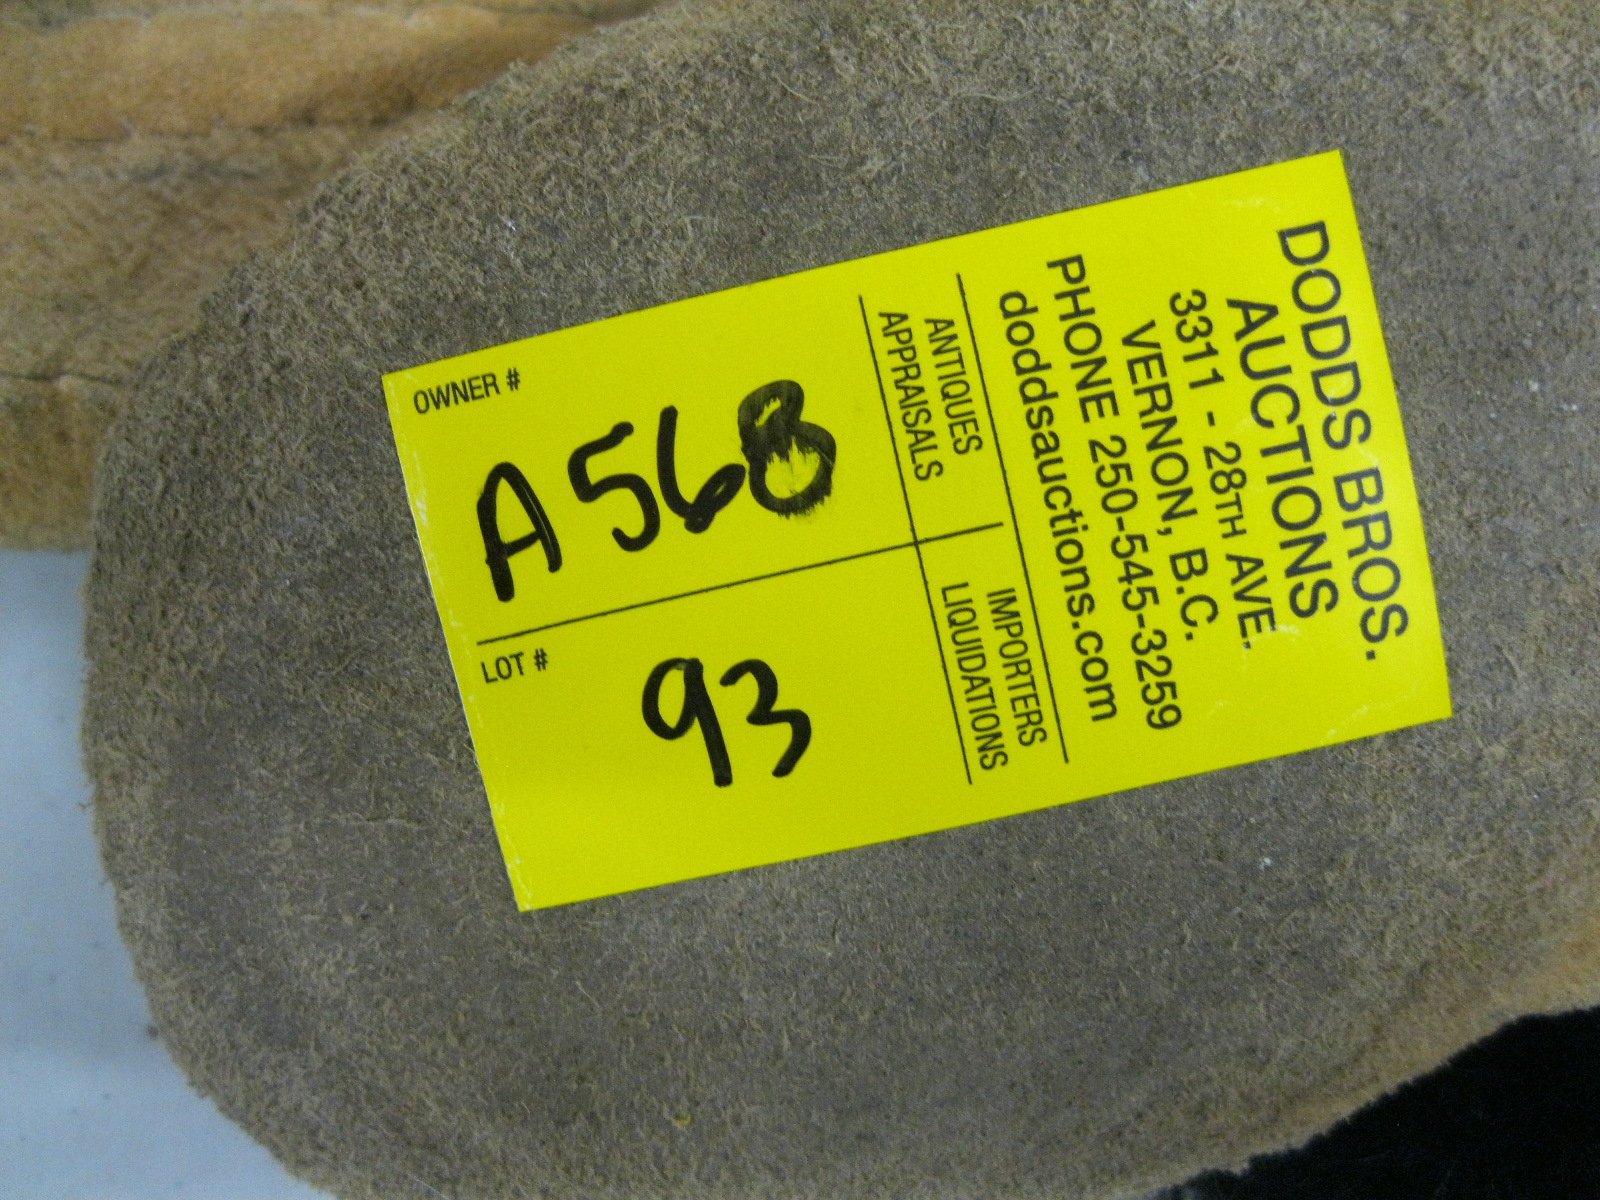 DODDS BROS.
AUCTIONS
3311 - 28TH AVE.
VERNON, B.C.
PHONE 250-545-3259
doddsauctions.com
ANTIQUES
APPRAISALS
IMPORTERS
LIQUIDATIONS
OWNER #
A568
LOT #
93